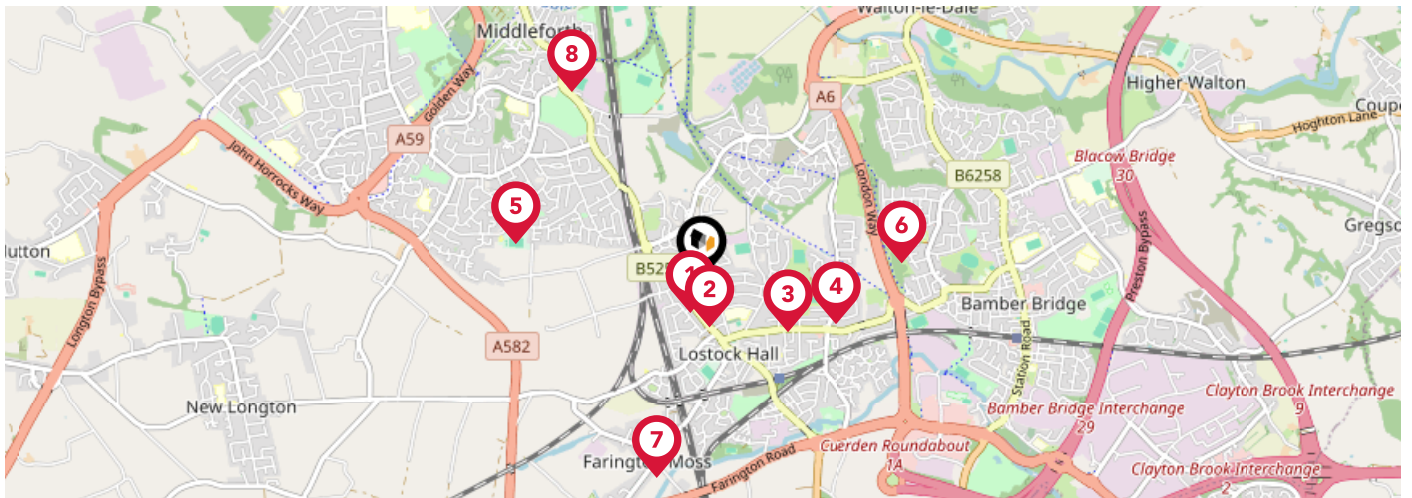 Walton-le-Dale
Middleforth
8
A6
Higher Walton
Coupe
Golden Way
A59
Hoghton Lane
John Horrocks Way
London Way
Blacow Bridge
30
B6258
5
6
Gregso
Hutton
B525
1
2
3
4
Longton Bypass
Preston Bypass
Bamber Bridge
A582
Lostock Hall
Station Road
New Longton
Clayton Brook Interchange
9
Bamber Bridge Interchange
29
7
Farington Moss
Farington Road
Cuerden Roundabout
1A
Clayton Brook Interchange
2